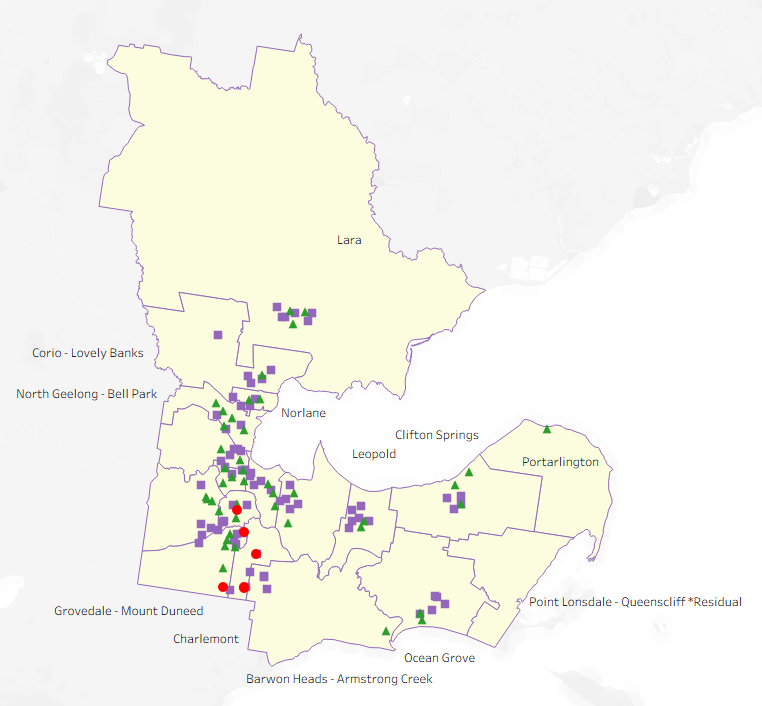 Lara
Corio - Lovely Banks
North Geelong - Bell Park
Norlane
Clifton Springs
Leopold
Portarlington
Point Lonsdale - Queenscliff *Residual
Grovedale - Mount Duneed
Charlemont
Ocean Grove
Barwon Heads - Armstrong Creek